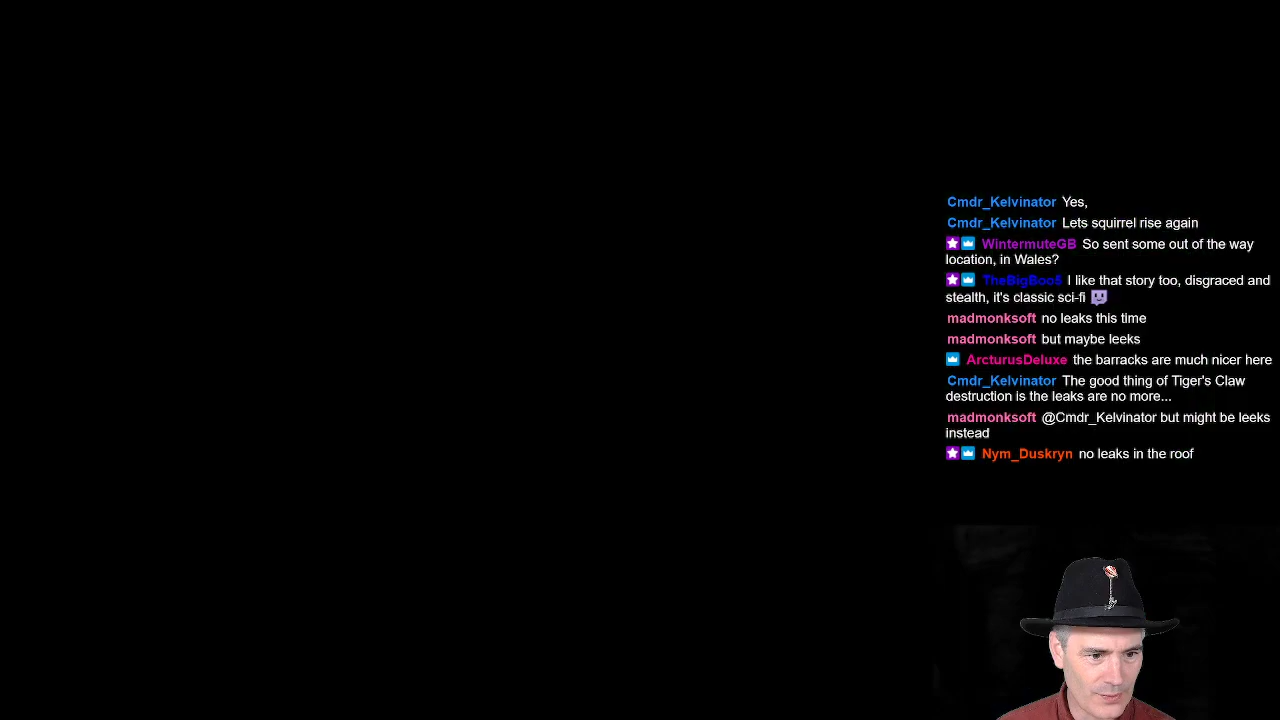 Cmdr_Kelvinator Yes,
Cmdr_Kelvinator Lets squirrel rise again
WintermuteGB So sent some out of the way
location, in Wales?
TheBigBoo5 I like that story too, disgraced and
stealth, it's classic sci-fi
madmonksoft no leaks this time
madmonksoft but maybe leeks
ArcturusDeluxe the barracks are much nicer here
Cmdr_Kelvinator The good thing of Tiger's Claw
destruction is the leaks are no more...
madmonksoft @Cmdr_Kelvinator but might be leeks
instead
Nym_Duskryn no leaks in the roof